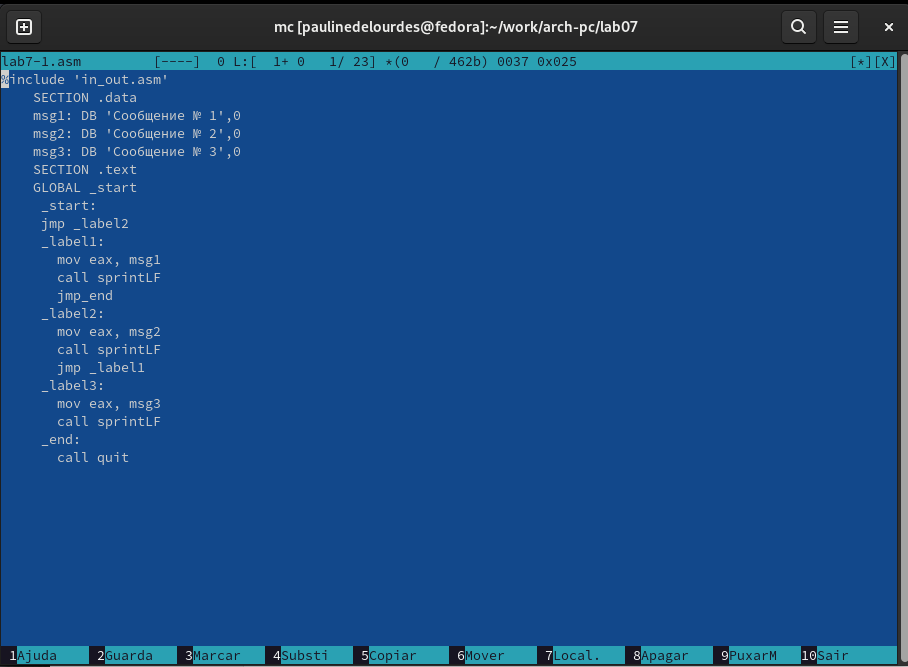 mc [paulinedelourdes@fedora]:~/work/arch-pc/lab07
lab7-1.asm [----] 0 L:[ 1+ 0 1/ 23] *(0 / 462b) 0037 0x025 [*][X]
%include 'in_out.asm'
SECTION .data
msg1: DB 'Сообщение № 1',0
msg2: DB 'Сообщение № 2',0
msg3: DB 'Сообщение № 3',0
SECTION .text
GLOBAL _start
_start:
jmp _label2
_label1:
mov eax, msg1
call sprintLF
jmp_end
_label2:
mov eax, msg2
call sprintLF
jmp _label1
_label3:
mov eax, msg3
call sprintLF
_end:
call quit
1Ajuda 2Guarda 3Marcar 4Substi 5Copiar 6Mover 7Local. 8Apagar 9PuxarM 10Sair